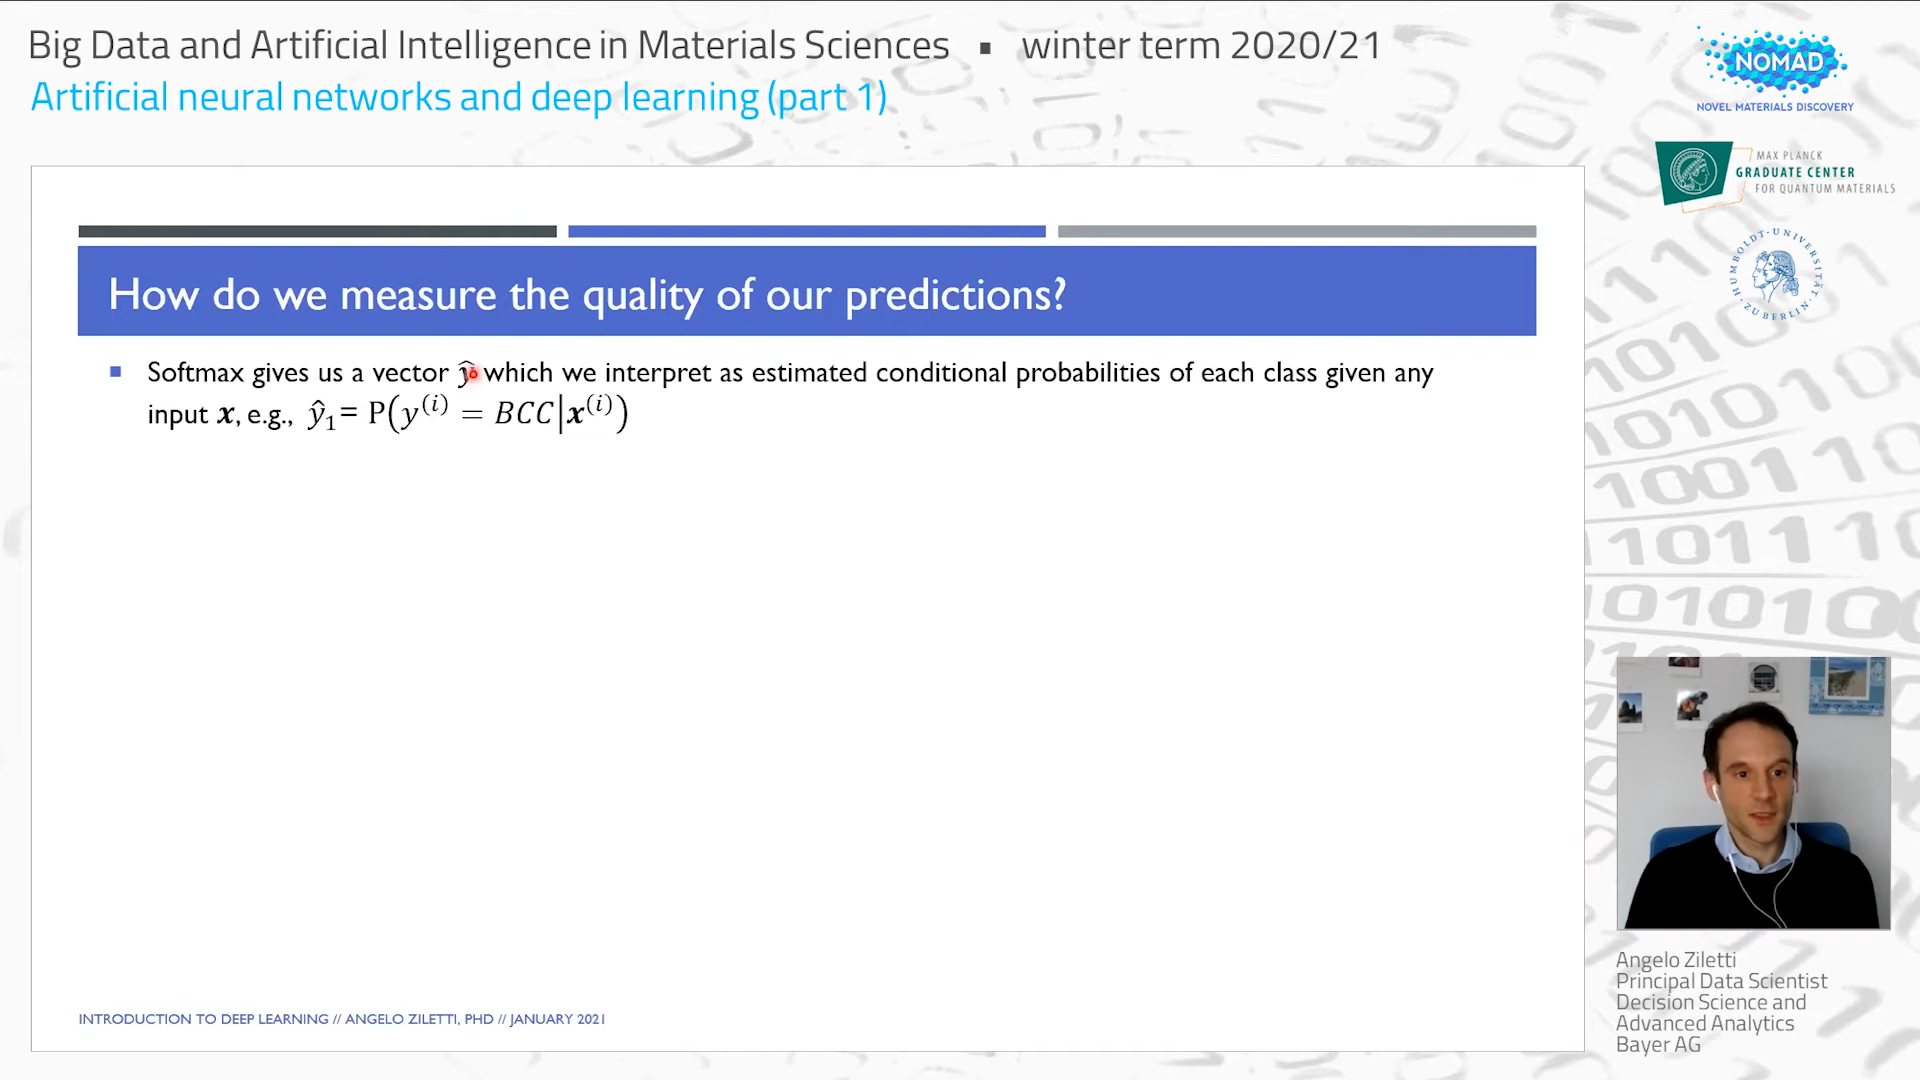 Big Data and Artificial Intelligence in Materials Sciences ▪ winter term 2020/21
Artificial neural networks and deep learning (part 1)
NOMAD
NOVEL MATERIALS DISCOVERY
MAX PLANCK
GRADUATE CENTER
FOR QUANTUM MATERIALS
HUMBOLDT-UNIVERSITÄT ZU BERLIN
How do we measure the quality of our predictions?
▪ Softmax gives us a vector ŷ which we interpret as estimated conditional probabilities of each class given any
input x, e.g., ŷ₁= P(y⁽ⁱ⁾ = BCC|x⁽ⁱ⁾)
INTRODUCTION TO DEEP LEARNING // ANGELO ZILETTI, PHD // JANUARY 2021
Angelo Ziletti
Principal Data Scientist
Decision Science and
Advanced Analytics
Bayer AG